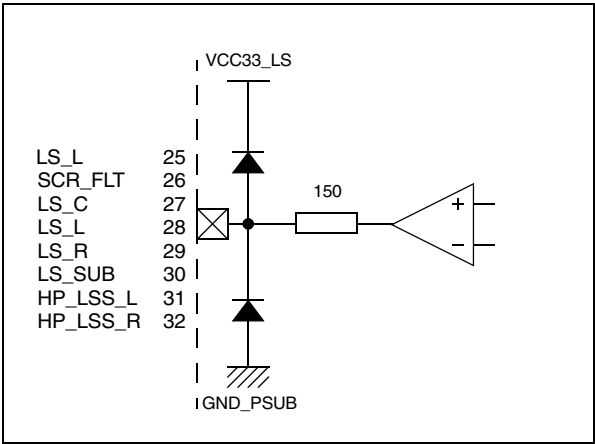 VCC33_LS
LS_L 25
SCR_FLT 26
150
LS_C 27
+
LS_L 28
LS_R 29
−
LS_SUB 30
HP_LSS_L 31
HP_LSS_R 32
GND_PSUB